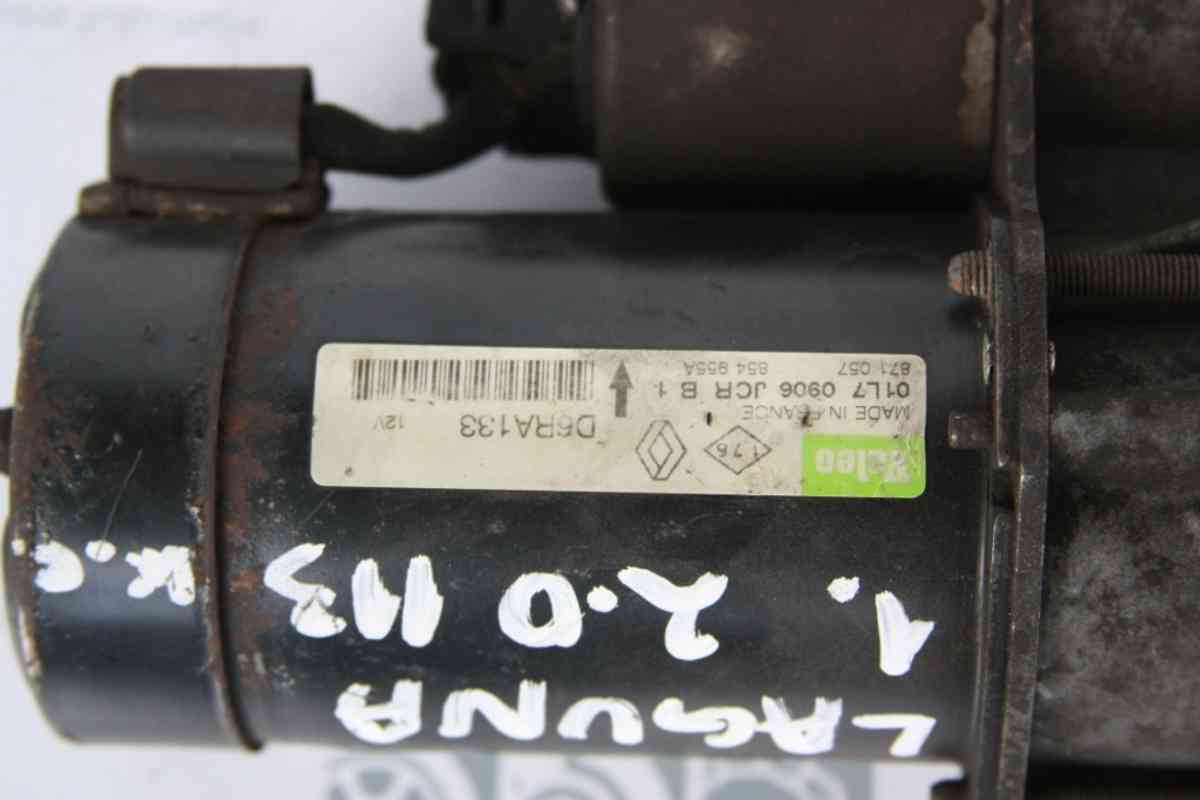 LAGUNA
1. 2.0 113 K.C.
Valeo 176
D6RA133 12V
MADE IN FRANCE
01L7 0906 JCR B 1
871 057 854 955A